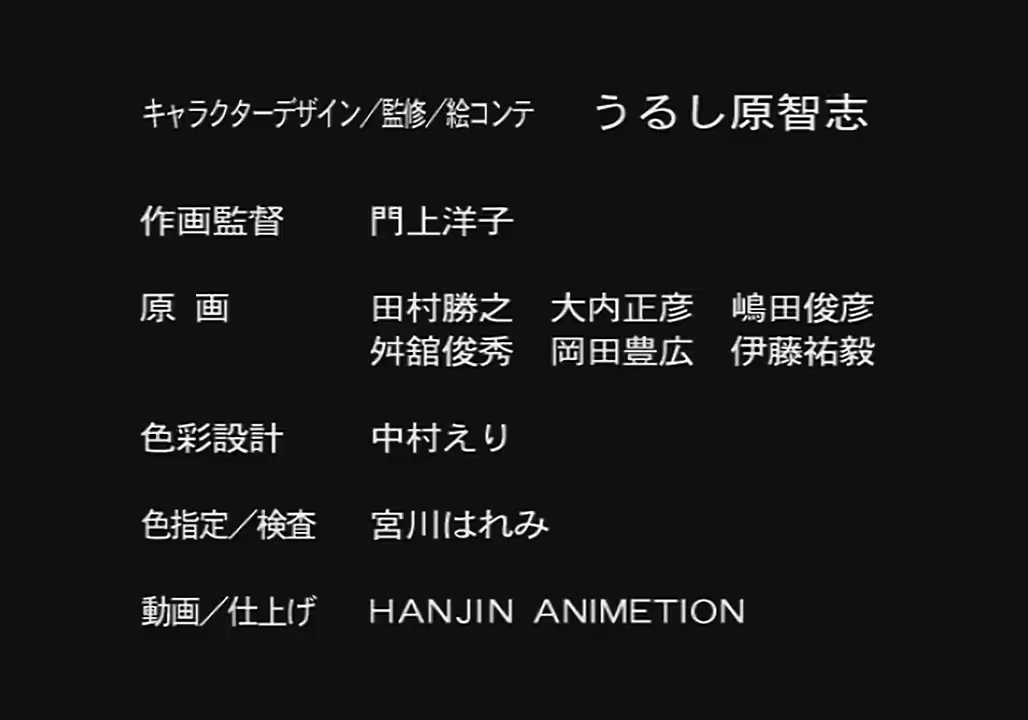 キャラクターデザイン／監修／絵コンテ　うるし原智志
作画監督　門上洋子
原 画　田村勝之　大内正彦　嶋田俊彦
舛舘俊秀　岡田豊広　伊藤祐毅
色彩設計　中村えり
色指定／検査　宮川はれみ
動画／仕上げ　ＨＡＮＪＩＮ　ＡＮＩＭＥＴＩＯＮ